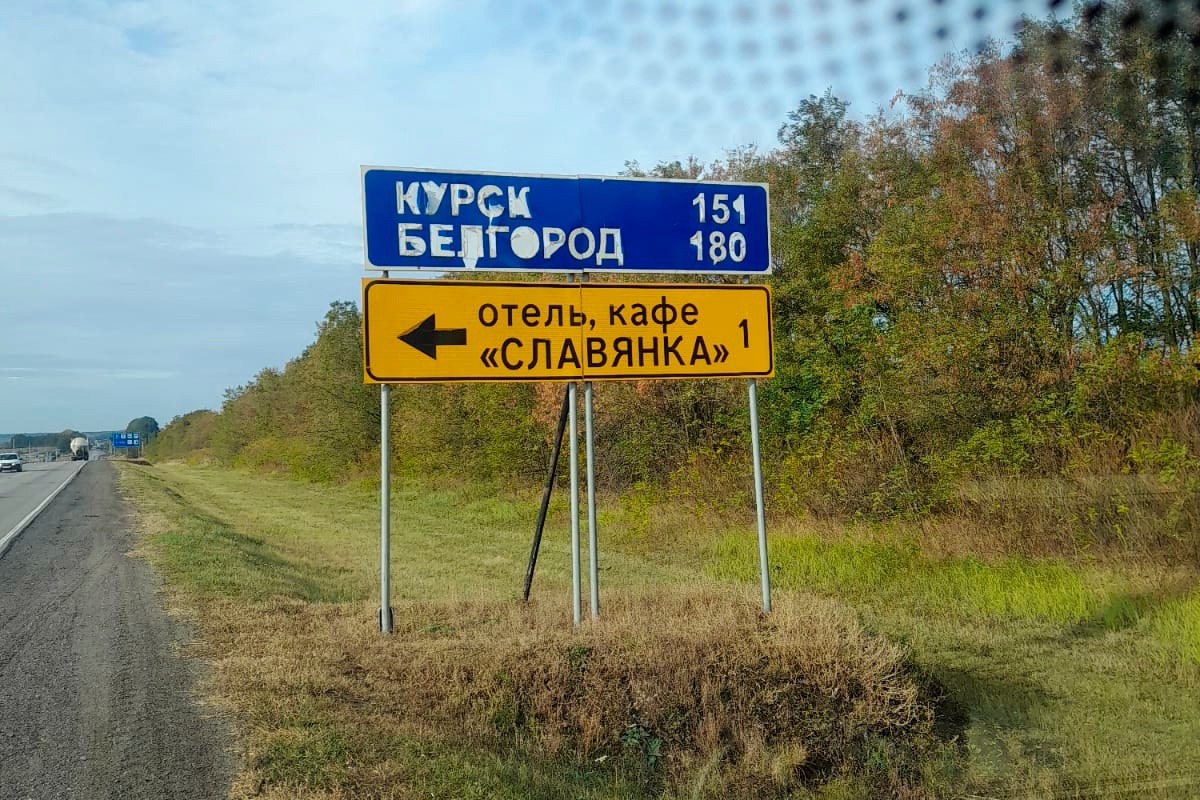 КУРСК 151
БЕЛГОРОД 180
отель, кафе
«СЛАВЯНКА» 1